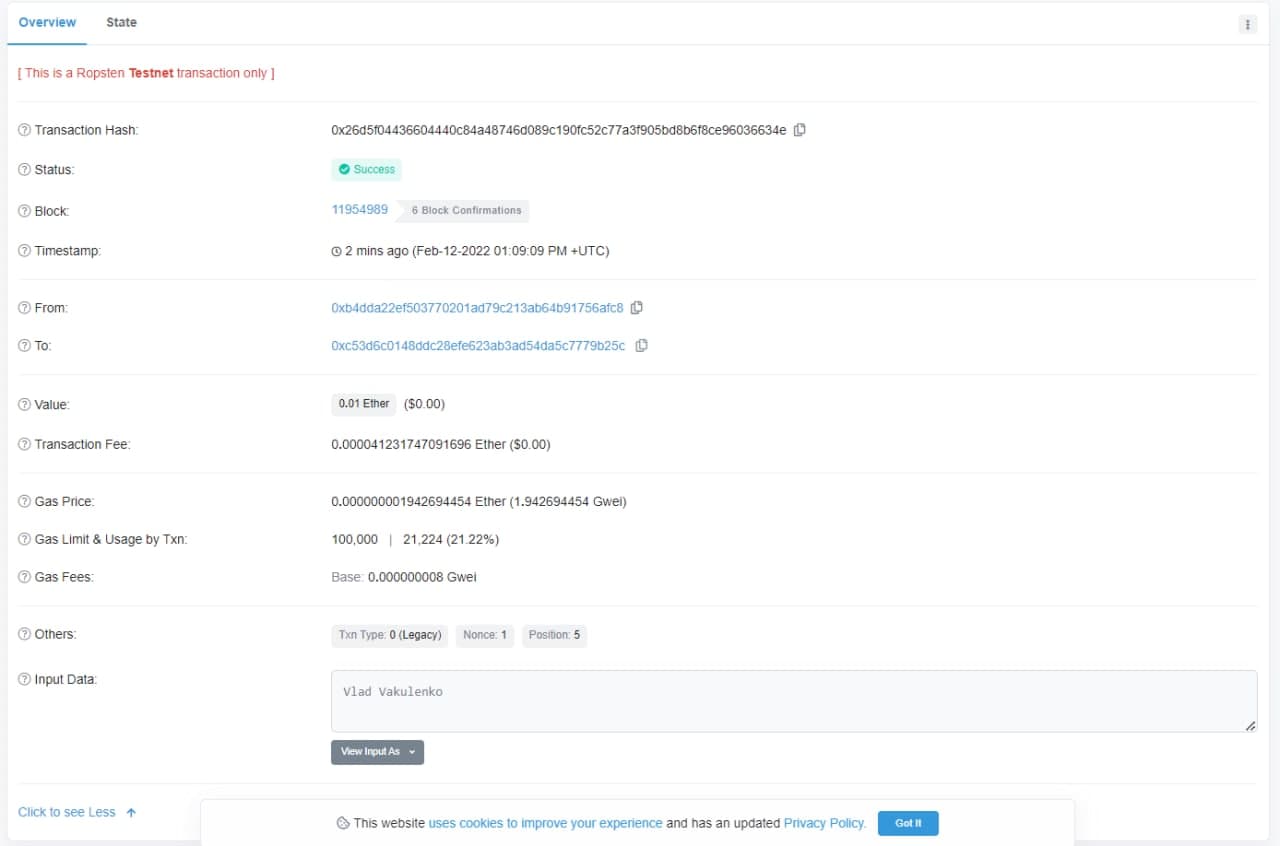 Overview State
[ This is a Ropsten Testnet transaction only ]
Transaction Hash: 0x26d5f04436604440c84a48746d089c190fc52c77a3f905bd8b6f8ce96036634e
Status: Success
Block: 11954989 6 Block Confirmations
Timestamp: 2 mins ago (Feb-12-2022 01:09:09 PM +UTC)
From: 0xb4dda22ef503770201ad79c213ab64b91756afc8
To: 0xc53d6c0148ddc28efe623ab3ad54da5c7779b25c
Value: 0.01 Ether ($0.00)
Transaction Fee: 0.000041231747091696 Ether ($0.00)
Gas Price: 0.000000001942694454 Ether (1.942694454 Gwei)
Gas Limit & Usage by Txn: 100,000 | 21,224 (21.22%)
Gas Fees: Base: 0.000000008 Gwei
Others: Txn Type: 0 (Legacy) Nonce: 1 Position: 5
Input Data: Vlad Vakulenko
View Input As
Click to see Less
This website uses cookies to improve your experience and has an updated Privacy Policy. Got It